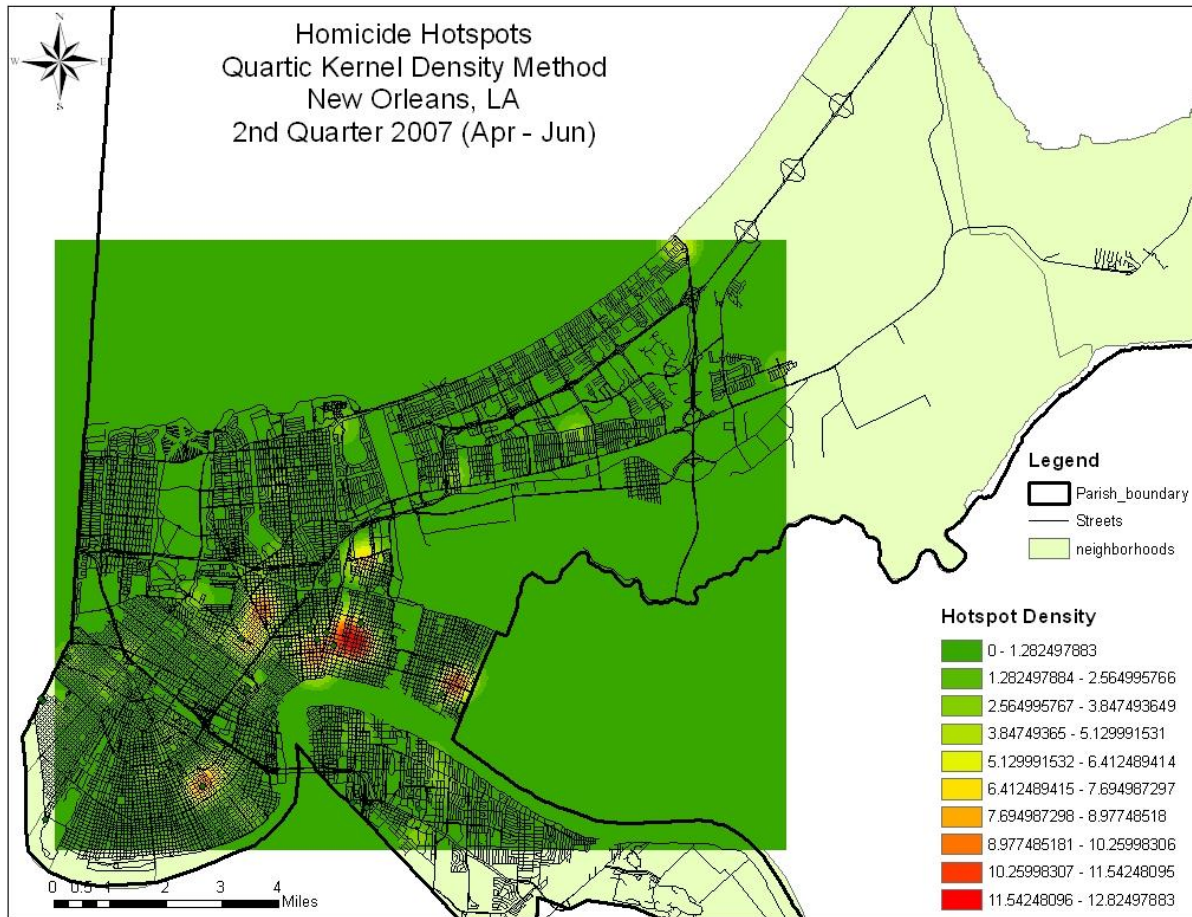 N
W
E
S
Homicide Hotspots
Quartic Kernel Density Method
New Orleans, LA
2nd Quarter 2007 (Apr - Jun)
Legend
Parish_boundary
Streets
neighborhoods
Hotspot Density
0 - 1.282497883
1.282497884 - 2.564995766
2.564995767 - 3.847493649
3.84749365 - 5.129991531
5.129991532 - 6.412489414
6.412489415 - 7.694987297
7.694987298 - 8.97748518
8.977485181 - 10.25998306
10.25998307 - 11.54248095
11.54248096 - 12.82497883
0 0.5 1 2 3 4
Miles